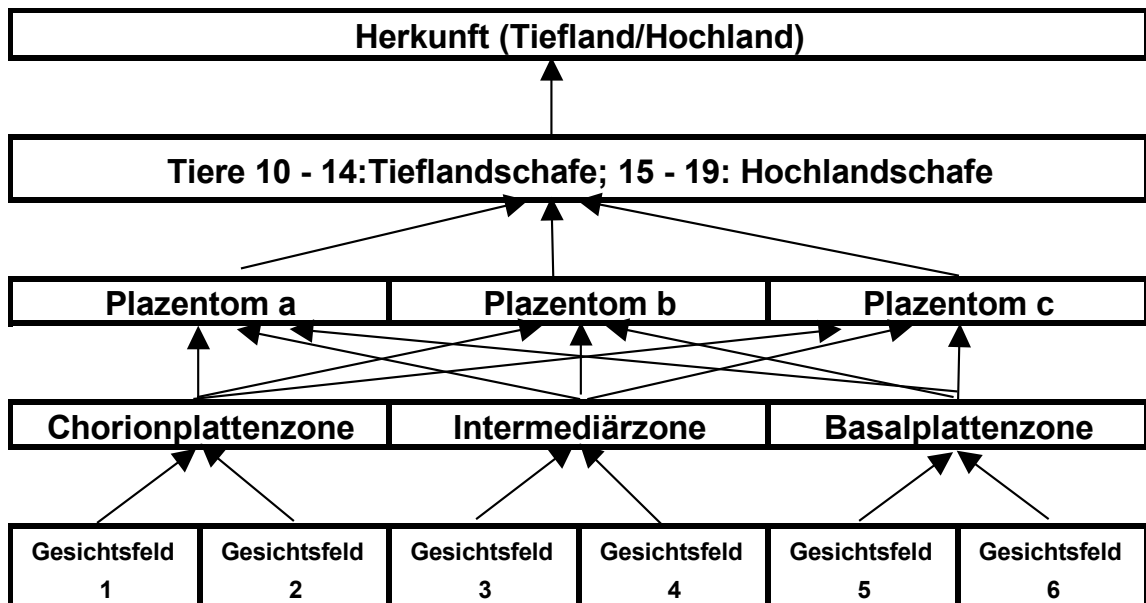 Herkunft (Tiefland/Hochland)
Tiere 10 - 14:Tieflandschafe; 15 - 19: Hochlandschafe
Plazentom a Plazentom b Plazentom c
Chorionplattenzone Intermediärzone Basalplattenzone
Gesichtsfeld Gesichtsfeld Gesichtsfeld Gesichtsfeld Gesichtsfeld Gesichtsfeld
1 2 3 4 5 6